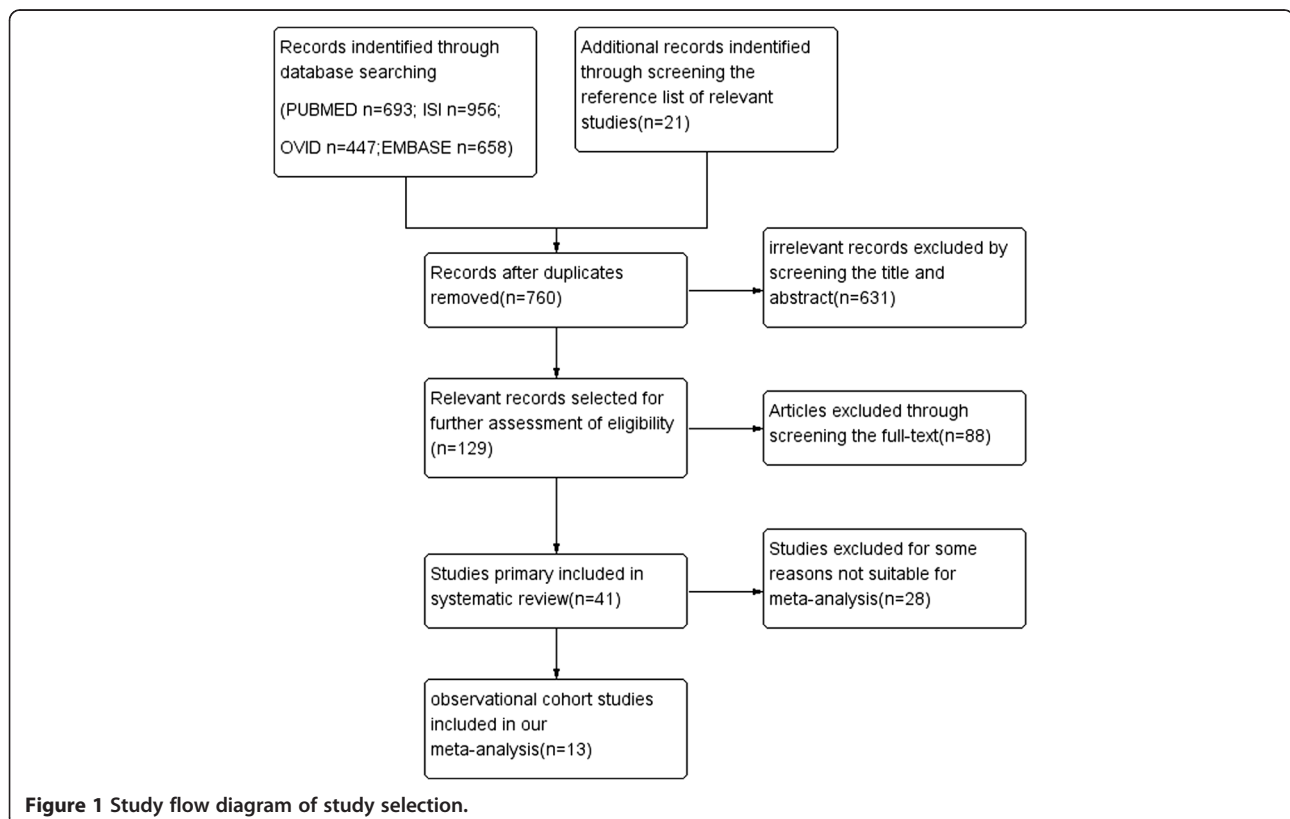 Records indentified through
database searching
(PUBMED n=693; ISI n=956;
OVID n=447;EMBASE n=658)
Additional records indentified
through screening the
reference list of relevant
studies(n=21)
Records after duplicates
removed(n=760)
irrelevant records excluded by
screening the title and
abstract(n=631)
Relevant records selected for
further assessment of eligibility
(n=129)
Articles excluded through
screening the full-text(n=88)
Studies primary included in
systematic review(n=41)
Studies excluded for some
reasons not suitable for
meta-analysis(n=28)
observational cohort studies
included in our
meta-analysis(n=13)
Figure 1 Study flow diagram of study selection.